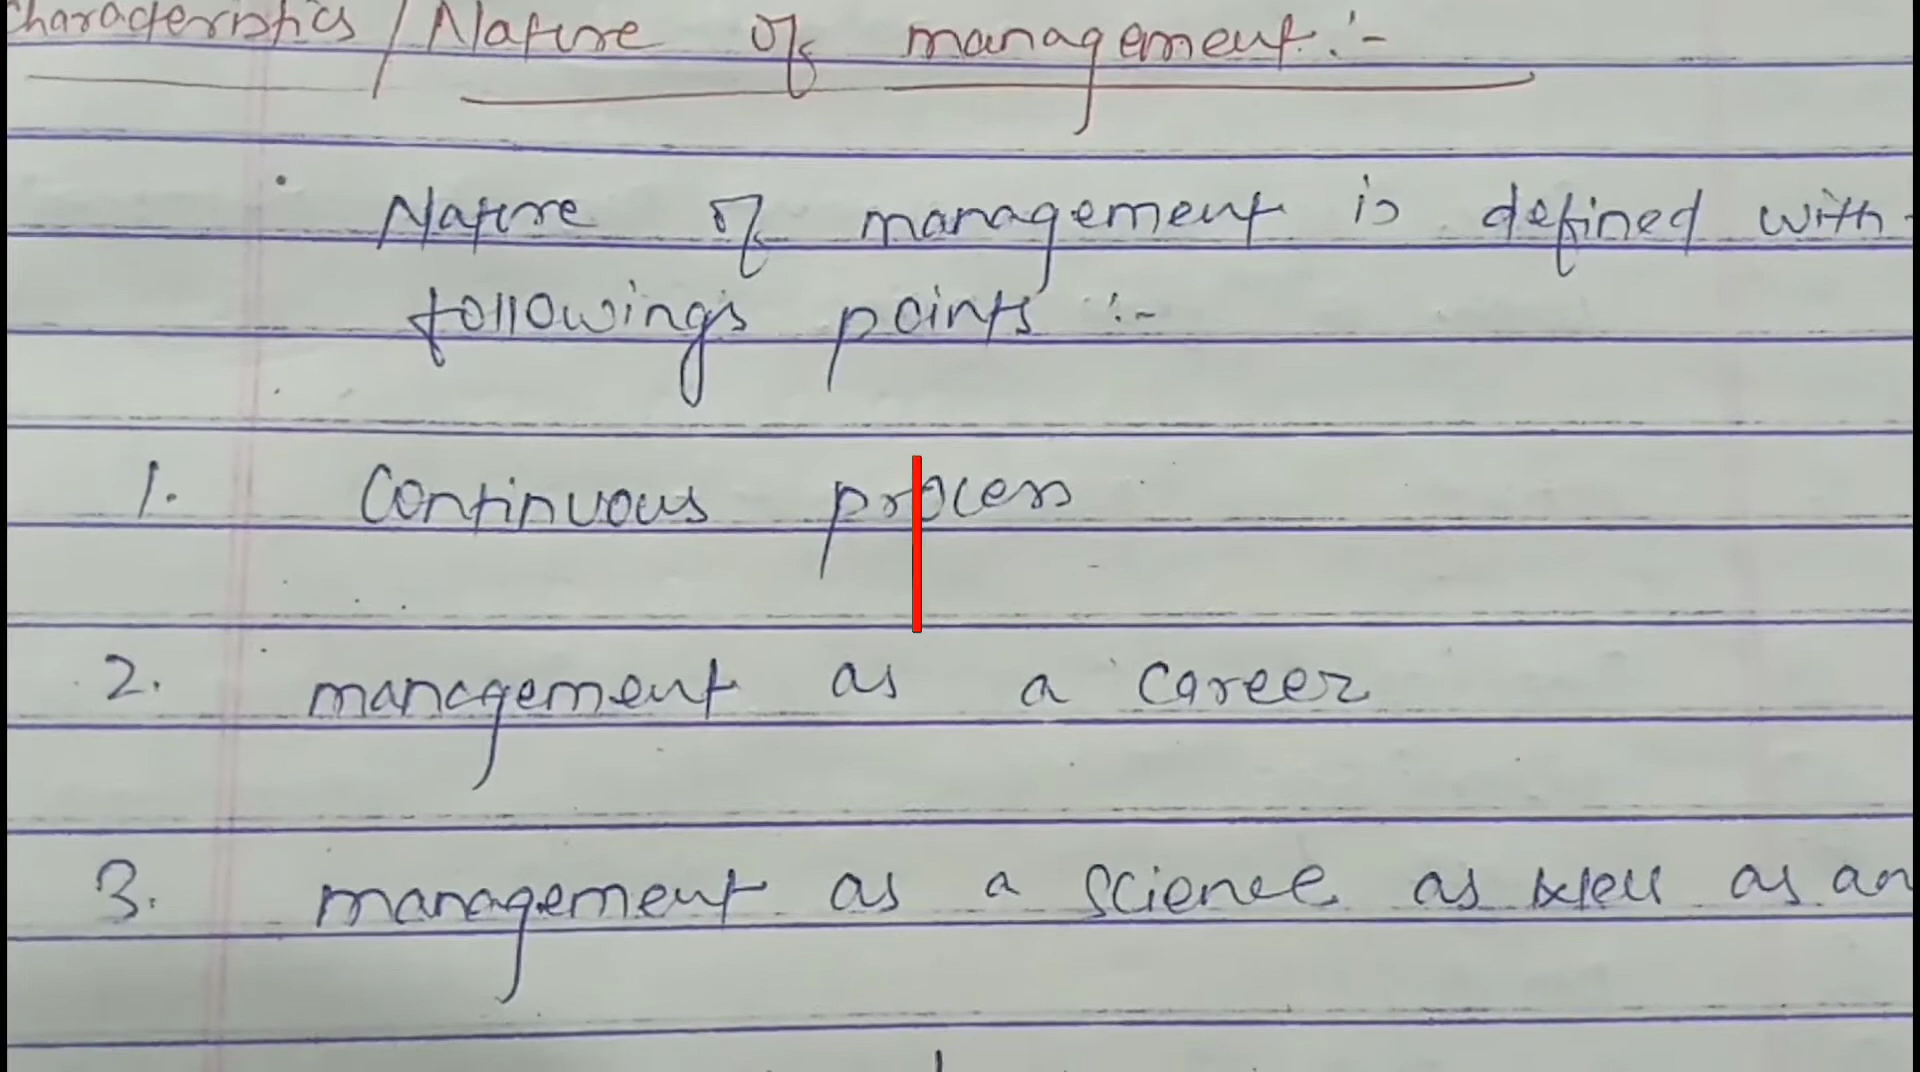 Characteristics / Nature of management :-
Nature of management is defined with
followings points :-
1. Continuous process
2. management as a career
3. management as a science as well as an